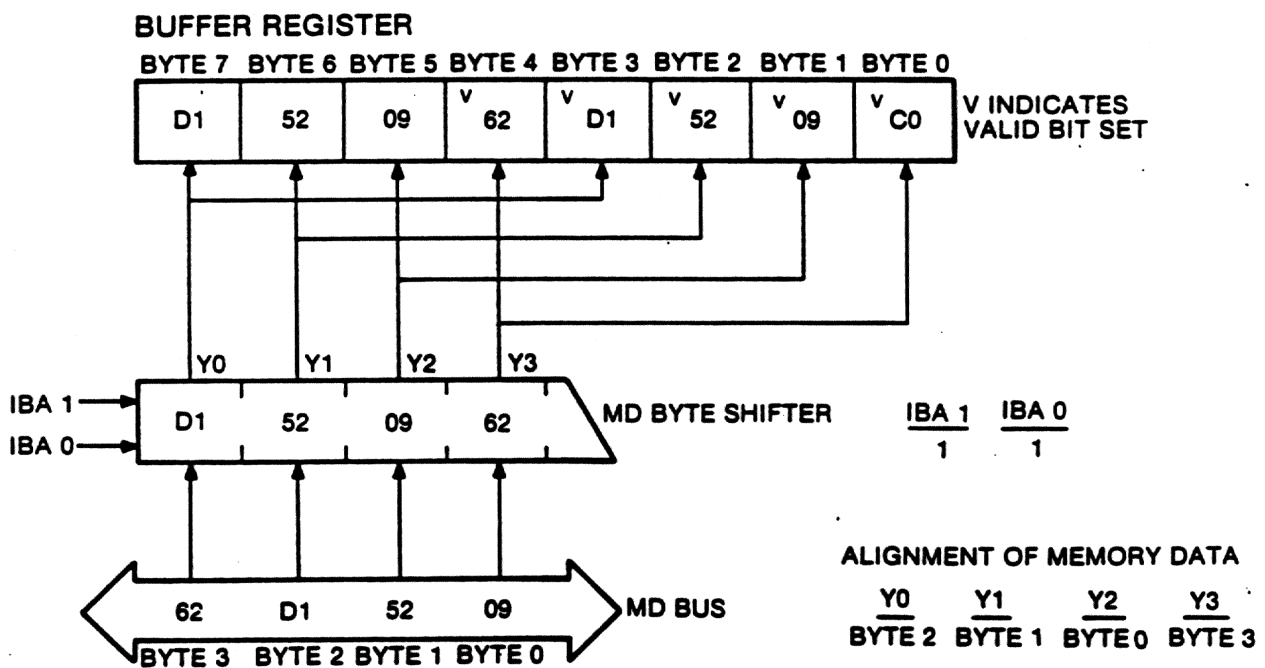 BUFFER REGISTER
BYTE 7 BYTE 6 BYTE 5 BYTE 4 BYTE 3 BYTE 2 BYTE 1 BYTE 0
D1 52 09 V 62 V D1 V 52 V 09 V C0
V INDICATES
VALID BIT SET
Y0 Y1 Y2 Y3
IBA 1
IBA 0
D1 52 09 62
MD BYTE SHIFTER
IBA 1 IBA 0
1 1
62 D1 52 09
MD BUS
BYTE 3 BYTE 2 BYTE 1 BYTE 0
ALIGNMENT OF MEMORY DATA
Y0 Y1 Y2 Y3
BYTE 2 BYTE 1 BYTE 0 BYTE 3